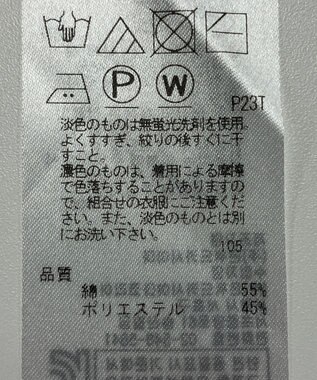 P W
P23T
淡色のものは無蛍光洗剤を使用
よくすすぎ、絞りの後すぐに干
すこと。
濃色のものは、着用による摩擦
で色落ちすることがありますの
で、組合せの衣服にご注意くだ
さい。また、淡色のものとは別
にお洗い下さい。
105
品質
綿 55%
ポリエステル 45%